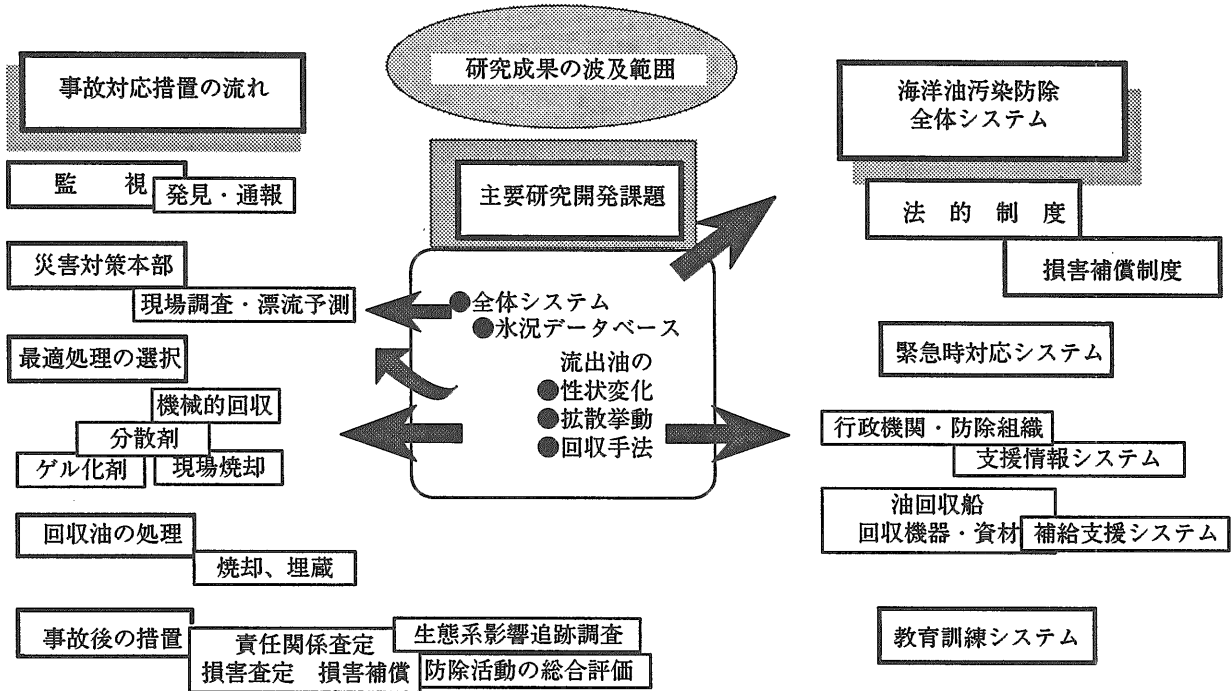 研究成果の波及範囲
事故対応措置の流れ
監 視
発見・通報
災害対策本部
現場調査・漂流予測
最適処理の選択
機械的回収
分散剤
ゲル化剤
現場焼却
回収油の処理
焼却、埋蔵
事故後の措置
責任関係査定
損害査定 損害補償
生態系影響追跡調査
防除活動の総合評価
主要研究開発課題
●全体システム
●氷況データベース
流出油の
●性状変化
●拡散挙動
●回収手法
海洋油汚染防除
全体システム
法 的 制 度
損害補償制度
緊急時対応システム
行政機関・防除組織
支援情報システム
油回収船
回収機器・資材
補給支援システム
教育訓練システム